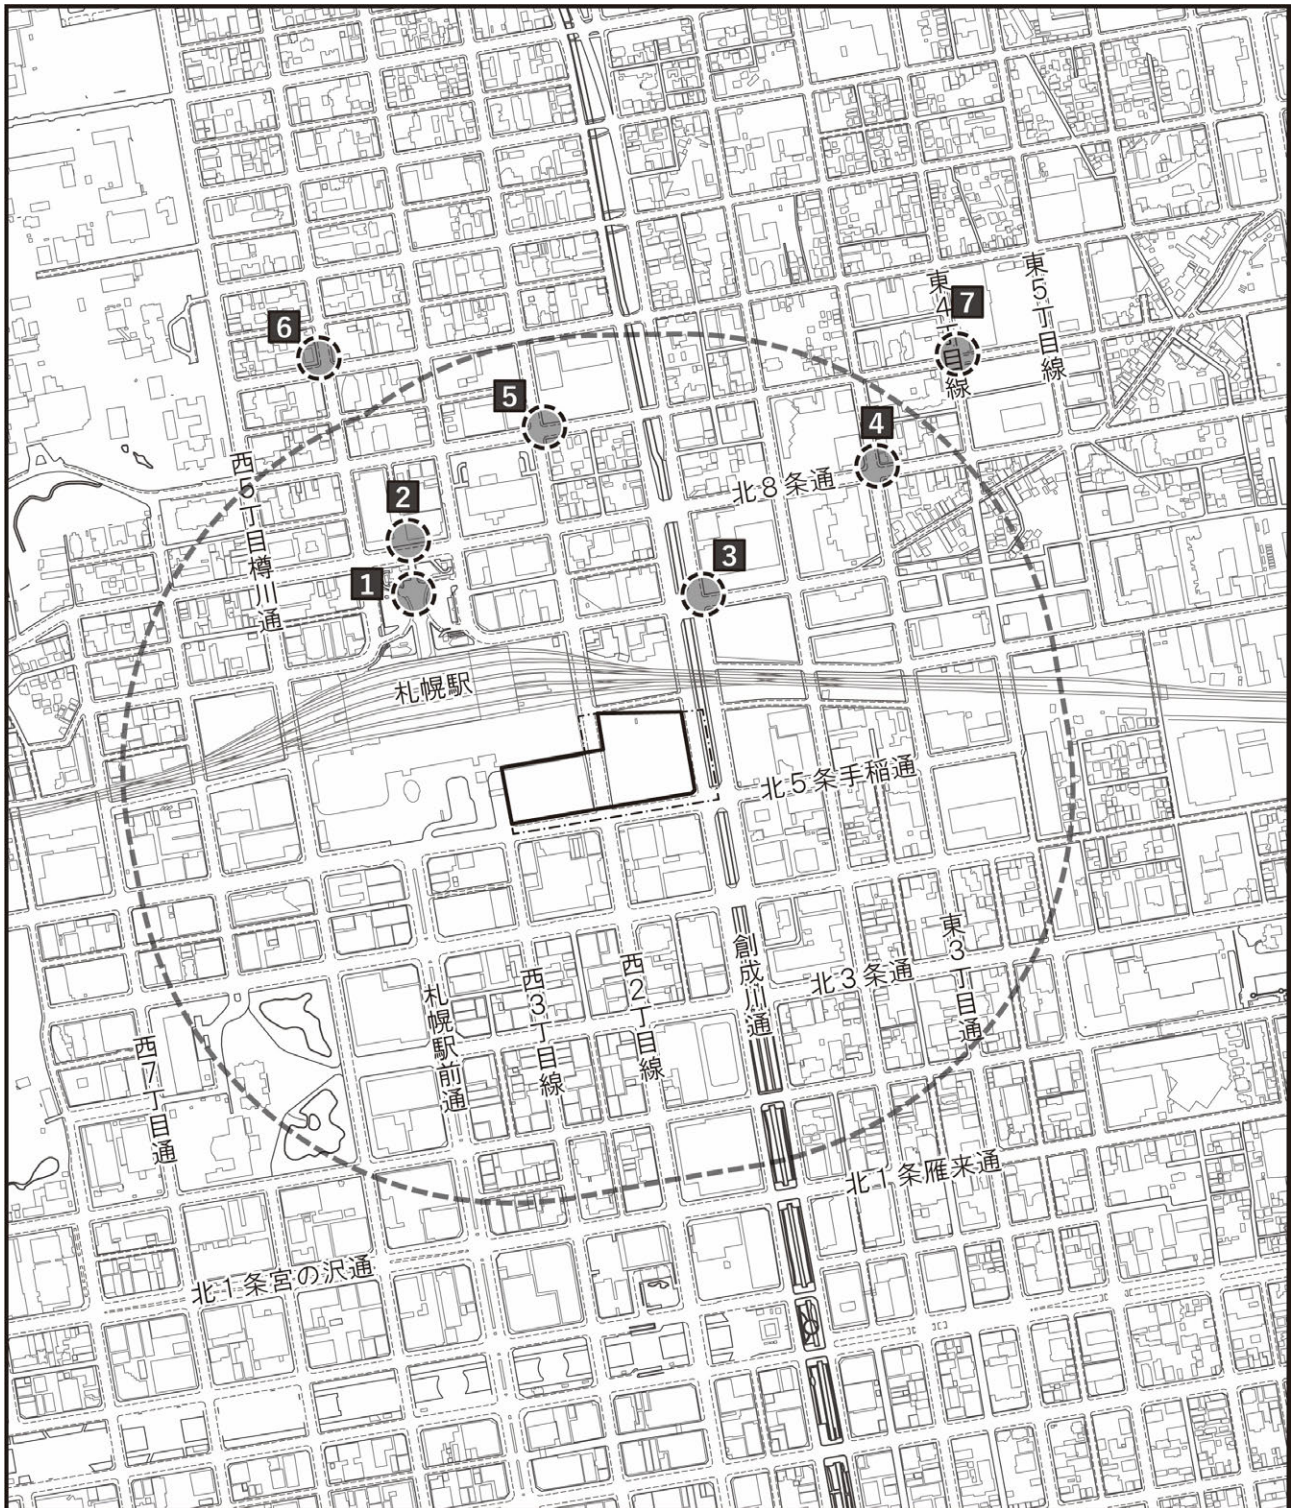 東5丁目線
東4丁目線
7
6
5
4
西5丁目樽川通
北8条通
2
3
1
札幌駅
北5条手稲通
創成川通
東3丁目通
北3条通
西2丁目線
西3丁目線
札幌駅前通
西7丁目通
北1条雁来通
北1条宮の沢通